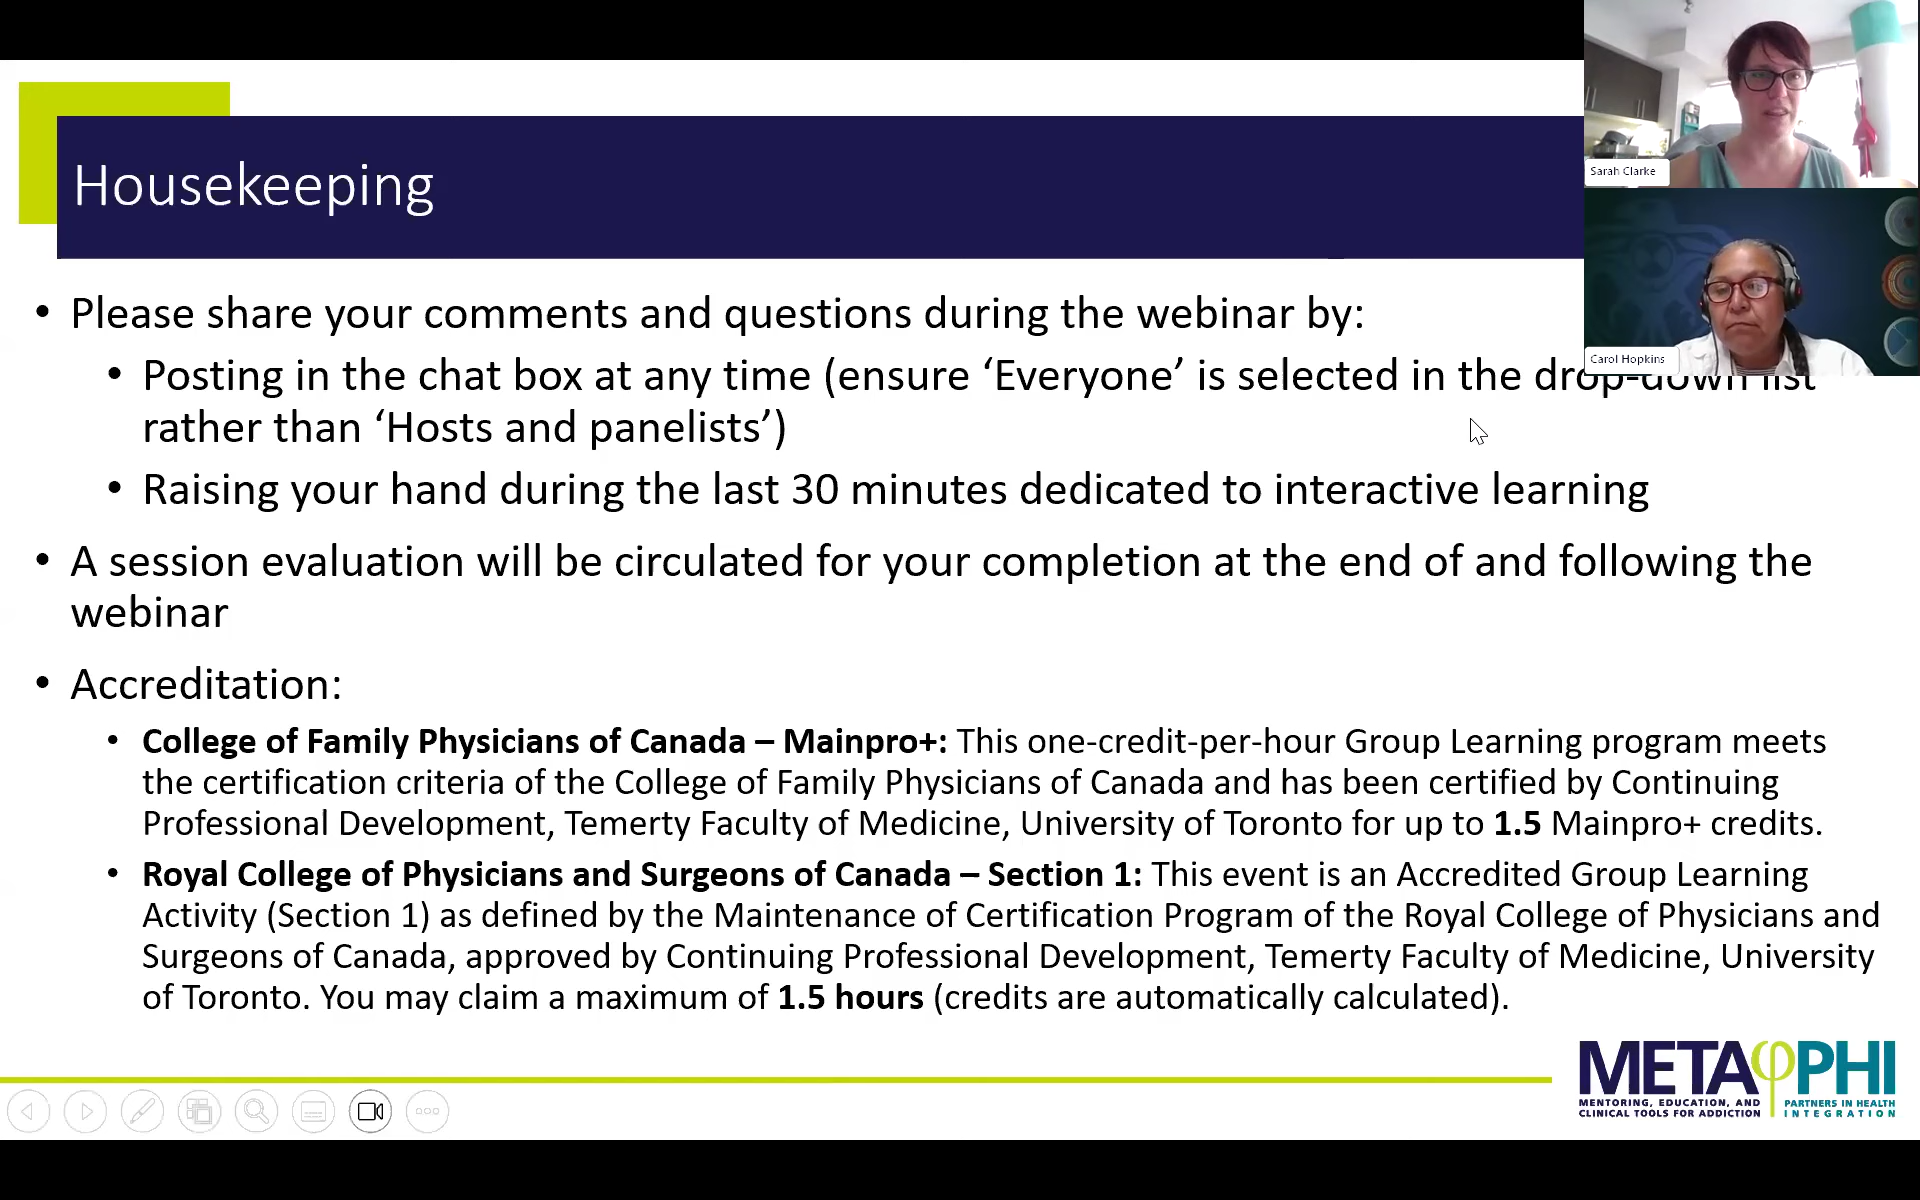 Housekeeping
Sarah Clarke
Carol Hopkins
• Please share your comments and questions during the webinar by:
• Posting in the chat box at any time (ensure ‘Everyone’ is selected in the drop-down list
rather than ‘Hosts and panelists’)
• Raising your hand during the last 30 minutes dedicated to interactive learning
• A session evaluation will be circulated for your completion at the end of and following the
webinar
• Accreditation:
• College of Family Physicians of Canada – Mainpro+: This one-credit-per-hour Group Learning program meets
the certification criteria of the College of Family Physicians of Canada and has been certified by Continuing
Professional Development, Temerty Faculty of Medicine, University of Toronto for up to 1.5 Mainpro+ credits.
• Royal College of Physicians and Surgeons of Canada – Section 1: This event is an Accredited Group Learning
Activity (Section 1) as defined by the Maintenance of Certification Program of the Royal College of Physicians and
Surgeons of Canada, approved by Continuing Professional Development, Temerty Faculty of Medicine, University
of Toronto. You may claim a maximum of 1.5 hours (credits are automatically calculated).
METAφPHI
MENTORING, EDUCATION, AND
CLINICAL TOOLS FOR ADDICTION
PARTNERS IN HEALTH
INTEGRATION